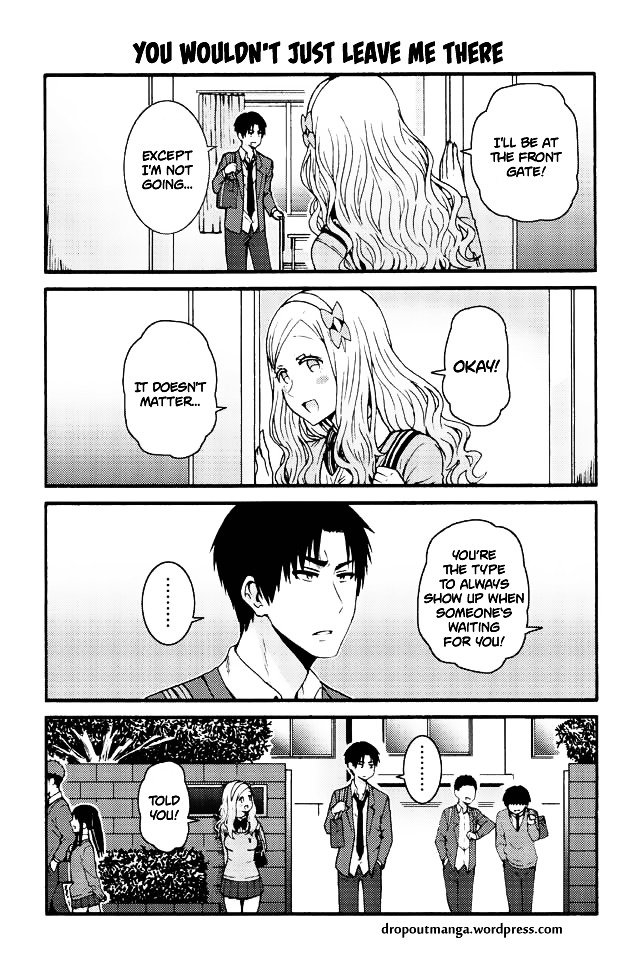 YOU WOULDN'T JUST LEAVE ME THERE
I'LL BE AT
THE FRONT
GATE!
EXCEPT
I'M NOT
GOING...
OKAY!
IT DOESN'T
MATTER...
YOU'RE
THE TYPE
TO ALWAYS
SHOW UP WHEN
SOMEONE'S
WAITING
FOR YOU!
......
......
TOLD
YOU!
dropoutmanga.wordpress.com